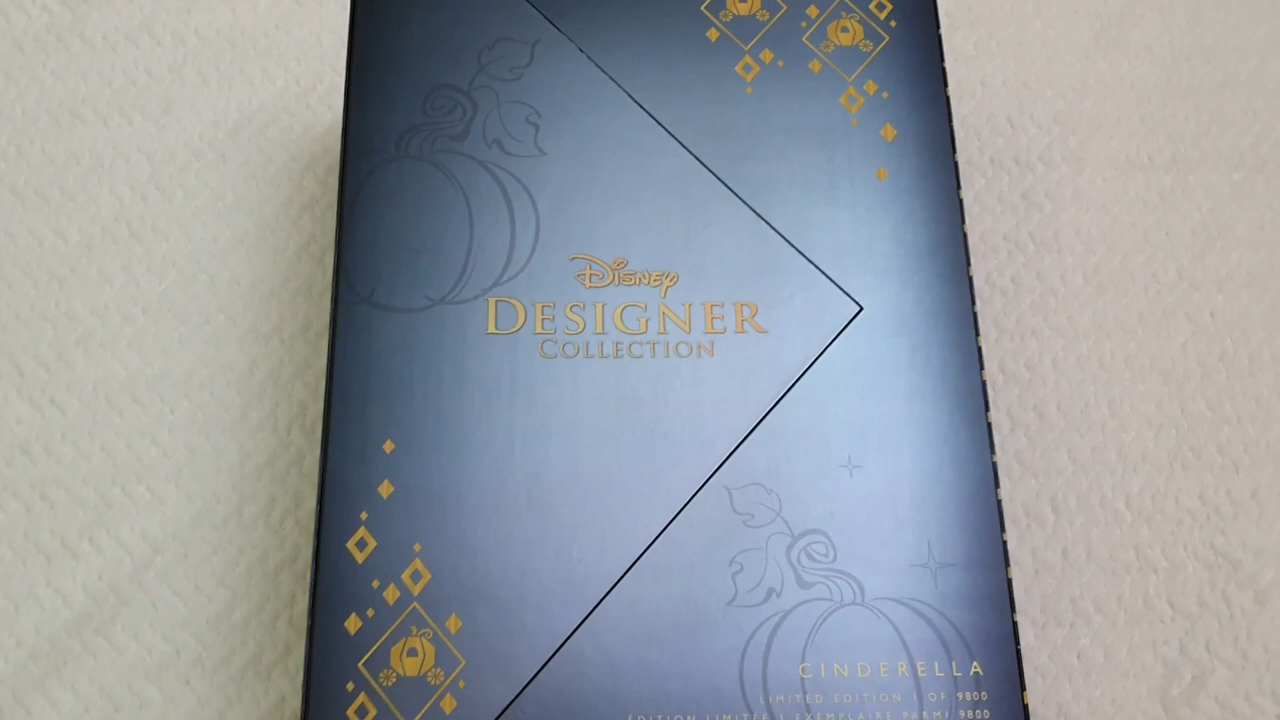 Disney
DESIGNER
COLLECTION
CINDERELLA
LIMITED EDITION 1 OF 9800
ÉDITION LIMITÉE 1 EXEMPLAIRE PARMI 9800